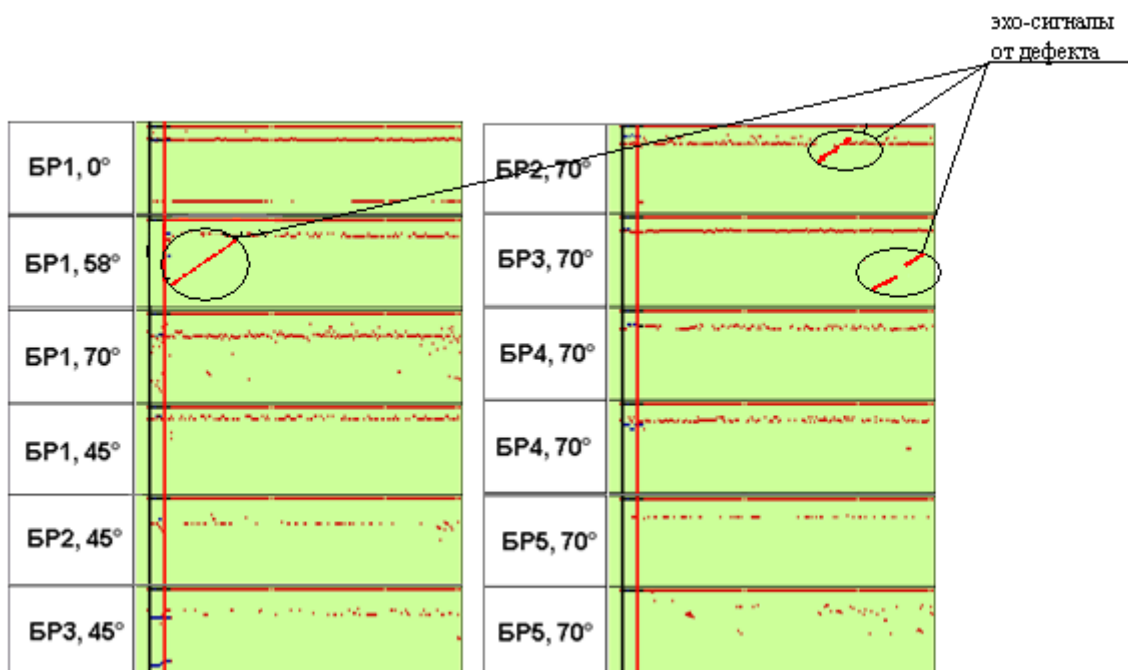 эхо-сигналы
от дефекта
БР1, 0°
БР1, 58°
БР1, 70°
БР1, 45°
БР2, 45°
БР3, 45°
БР2, 70°
БР3, 70°
БР4, 70°
БР4, 70°
БР5, 70°
БР5, 70°